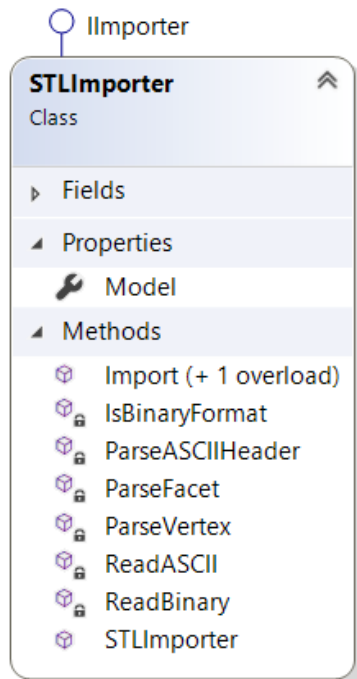 IImporter
STLImporter
Class
Fields
Properties
Model
Methods
Import (+ 1 overload)
IsBinaryFormat
ParseASCIIHeader
ParseFacet
ParseVertex
ReadASCII
ReadBinary
STLImporter